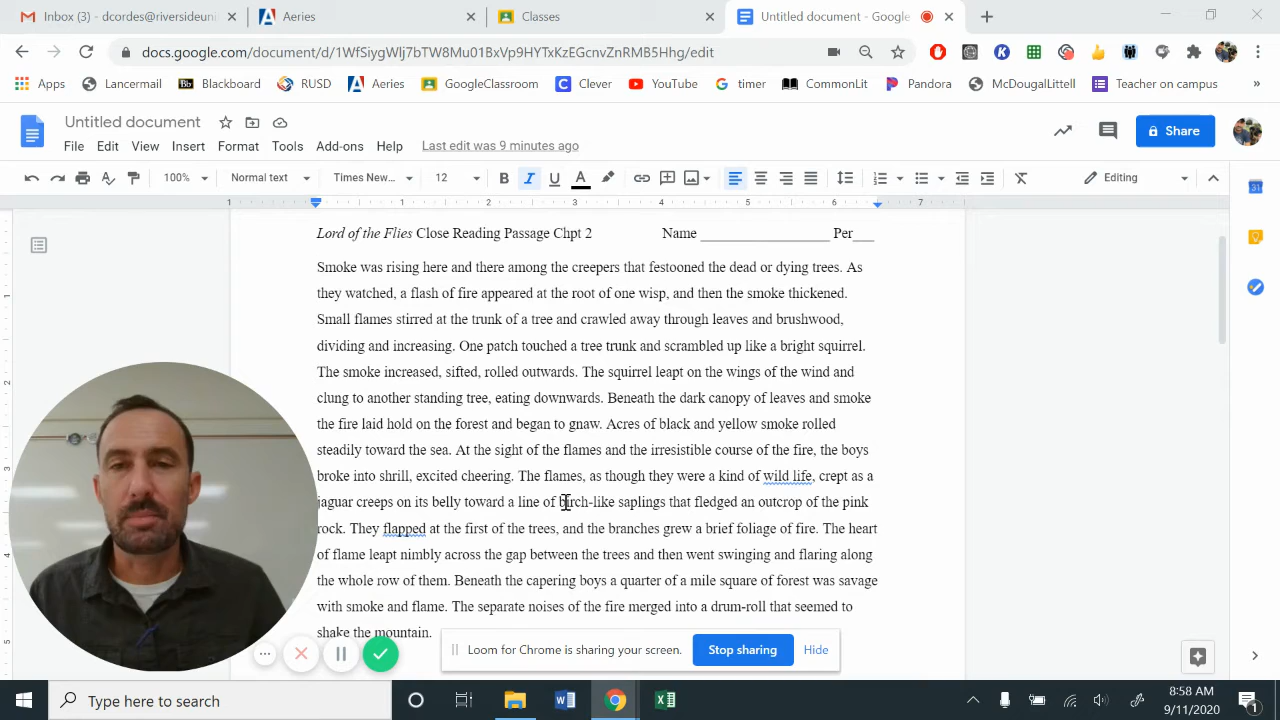 Inbox (3) - dcordes@riversideun
Aeries
Classes
Untitled document - Google
docs.google.com/document/d/1WfSiygWlj7bTW8Mu01BxVp9HYTxKzEGcnvZnRMB5Hhg/edit
Apps
Lancermail
Bb
Blackboard
RUSD
Aeries
GoogleClassroom
Clever
YouTube
timer
CommonLit
Pandora
McDougalLittell
Teacher on campus
»
Untitled document
File Edit View Insert Format Tools Add-ons Help
Last edit was 9 minutes ago
Share
100%
Normal text
Times New...
12
B I U A
Editing
1 1 2 3 4 5 6 7
Lord of the Flies Close Reading Passage Chpt 2 Name __________________ Per___
Smoke was rising here and there among the creepers that festooned the dead or dying trees. As
they watched, a flash of fire appeared at the root of one wisp, and then the smoke thickened.
Small flames stirred at the trunk of a tree and crawled away through leaves and brushwood,
dividing and increasing. One patch touched a tree trunk and scrambled up like a bright squirrel.
The smoke increased, sifted, rolled outwards. The squirrel leapt on the wings of the wind and
clung to another standing tree, eating downwards. Beneath the dark canopy of leaves and smoke
the fire laid hold on the forest and began to gnaw. Acres of black and yellow smoke rolled
steadily toward the sea. At the sight of the flames and the irresistible course of the fire, the boys
broke into shrill, excited cheering. The flames, as though they were a kind of wild life, crept as a
jaguar creeps on its belly toward a line of birch-like saplings that fledged an outcrop of the pink
rock. They flapped at the first of the trees, and the branches grew a brief foliage of fire. The heart
of flame leapt nimbly across the gap between the trees and then went swinging and flaring along
the whole row of them. Beneath the capering boys a quarter of a mile square of forest was savage
with smoke and flame. The separate noises of the fire merged into a drum-roll that seemed to
shake the mountain.
1
2
3
4
5
Loom for Chrome is sharing your screen.
Stop sharing
Hide
Type here to search
8:58 AM
9/11/2020
1